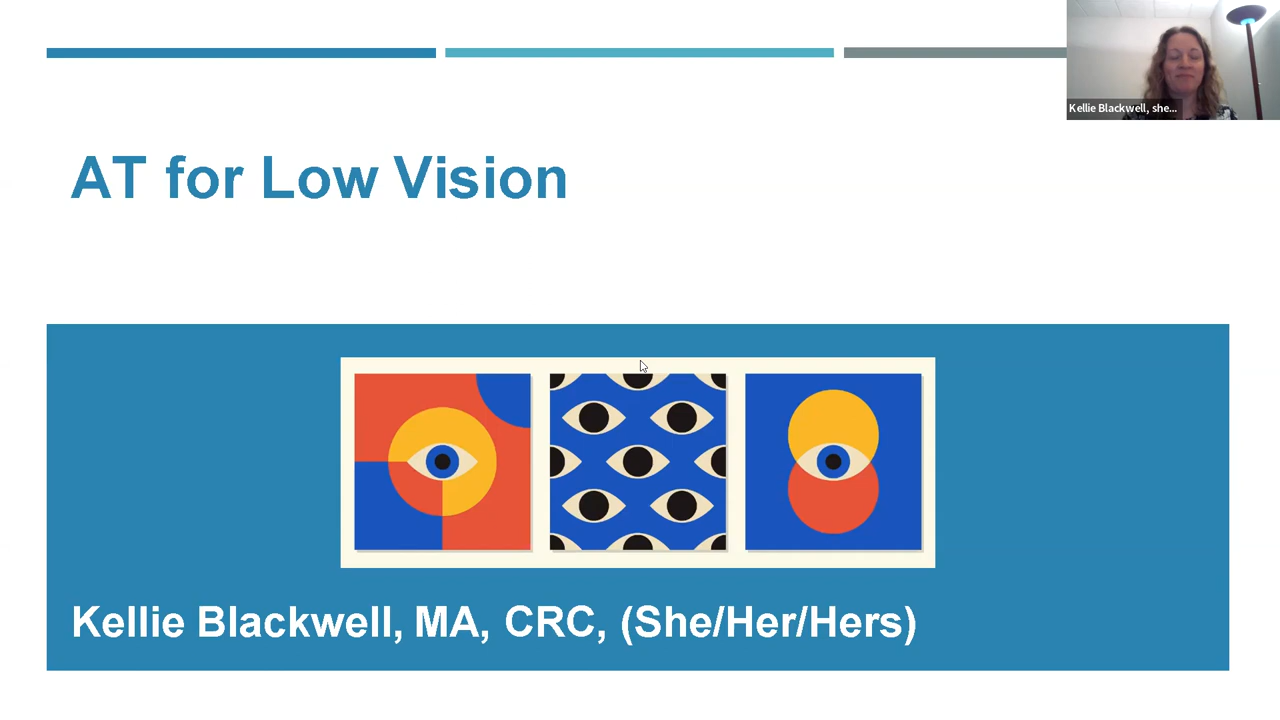 Kellie Blackwell, she...
AT for Low Vision
Kellie Blackwell, MA, CRC, (She/Her/Hers)